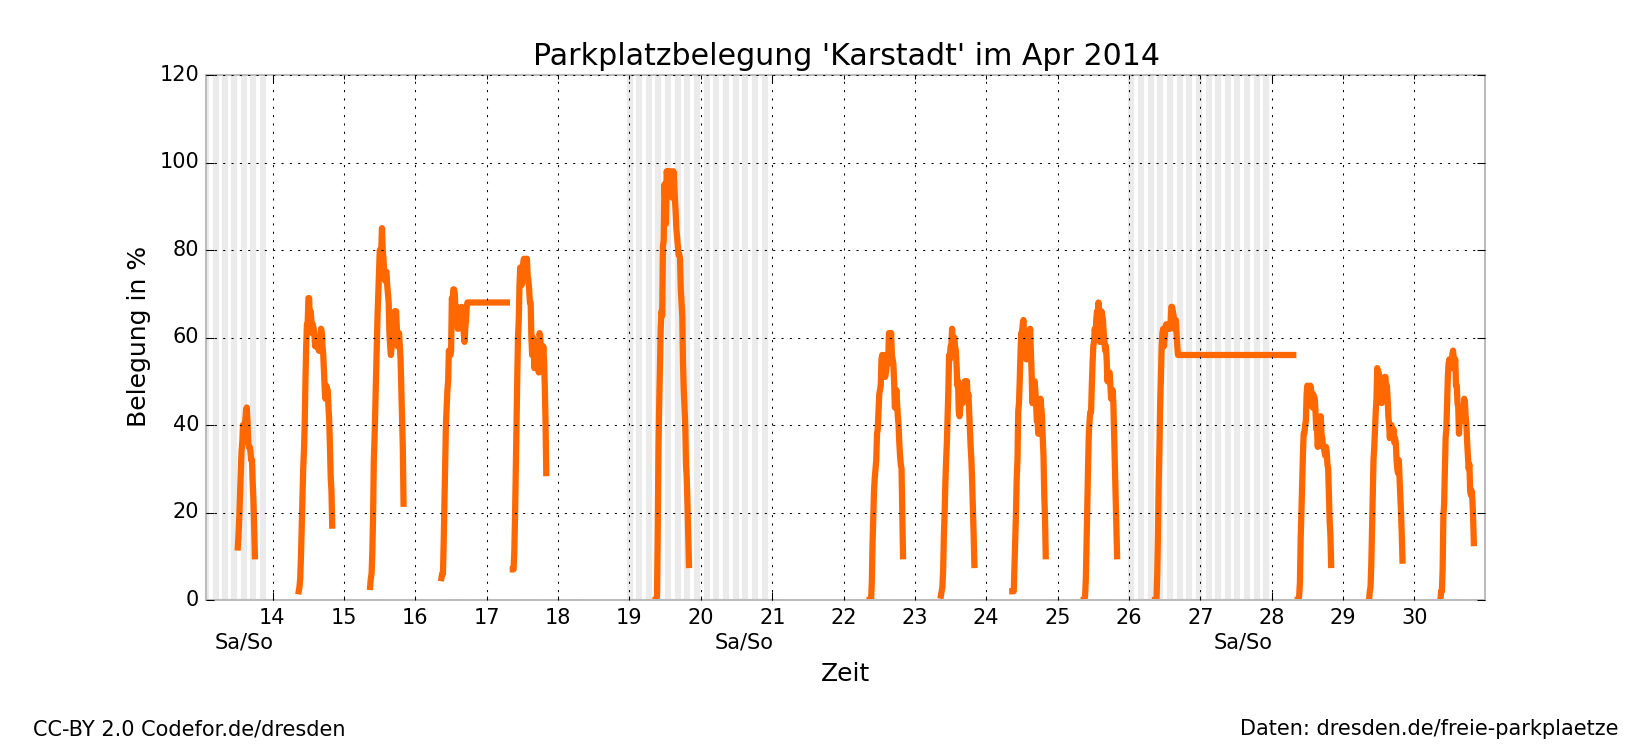 Parkplatzbelegung 'Karstadt' im Apr 2014
120
100
80
60
40
20
0
Belegung in %
14 15 16 17 18 19 20 21 22 23 24 25 26 27 28 29 30
Sa/So Sa/So Sa/So
Zeit
CC-BY 2.0 Codefor.de/dresden
Daten: dresden.de/freie-parkplaetze